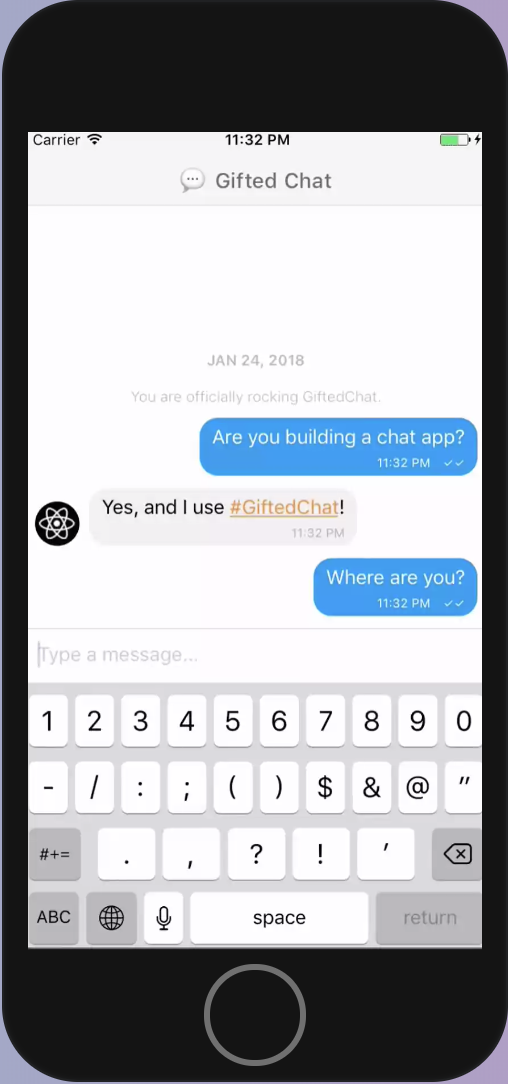 Carrier 11:32 PM
💬 Gifted Chat
JAN 24, 2018
You are officially rocking GiftedChat.
Are you building a chat app?
11:32 PM ✓✓
Yes, and I use #GiftedChat!
11:32 PM
Where are you?
11:32 PM ✓✓
Type a message...
1 2 3 4 5 6 7 8 9 0
- / : ; ( ) $ & @ "
#+= . , ? ! '
ABC space return